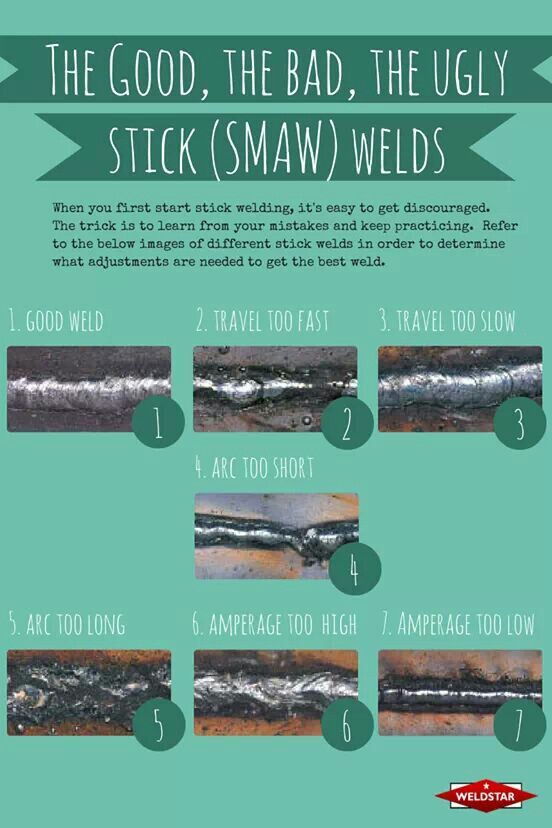 The Good, the bad, the ugly
stick (SMAW) welds
When you first start stick welding, it's easy to get discouraged.
The trick is to learn from your mistakes and keep practicing.  Refer
to the below images of different stick welds in order to determine
what adjustments are needed to get the best weld.
1. good weld
2. travel too fast
3. travel too slow
1
2
3
4. arc too short
4
5. arc too long
6. amperage too high
7. Amperage too low
5
6
7
WELDSTAR